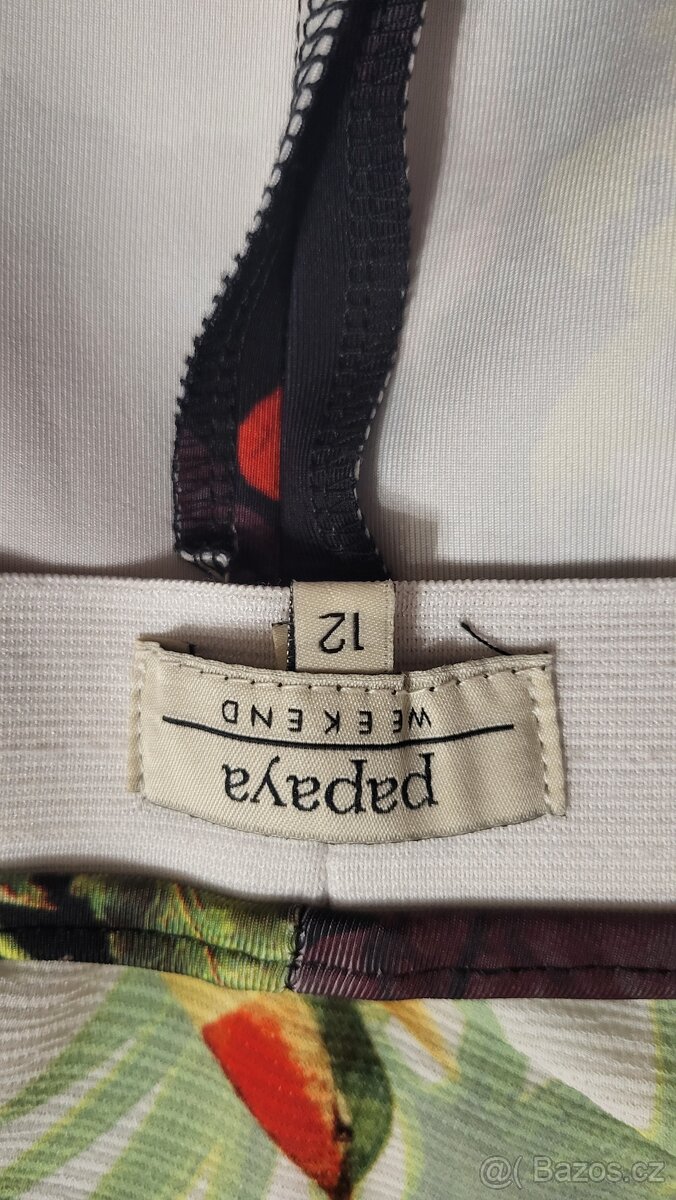 papaya
WEEKEND
12
@( Bazos.cz